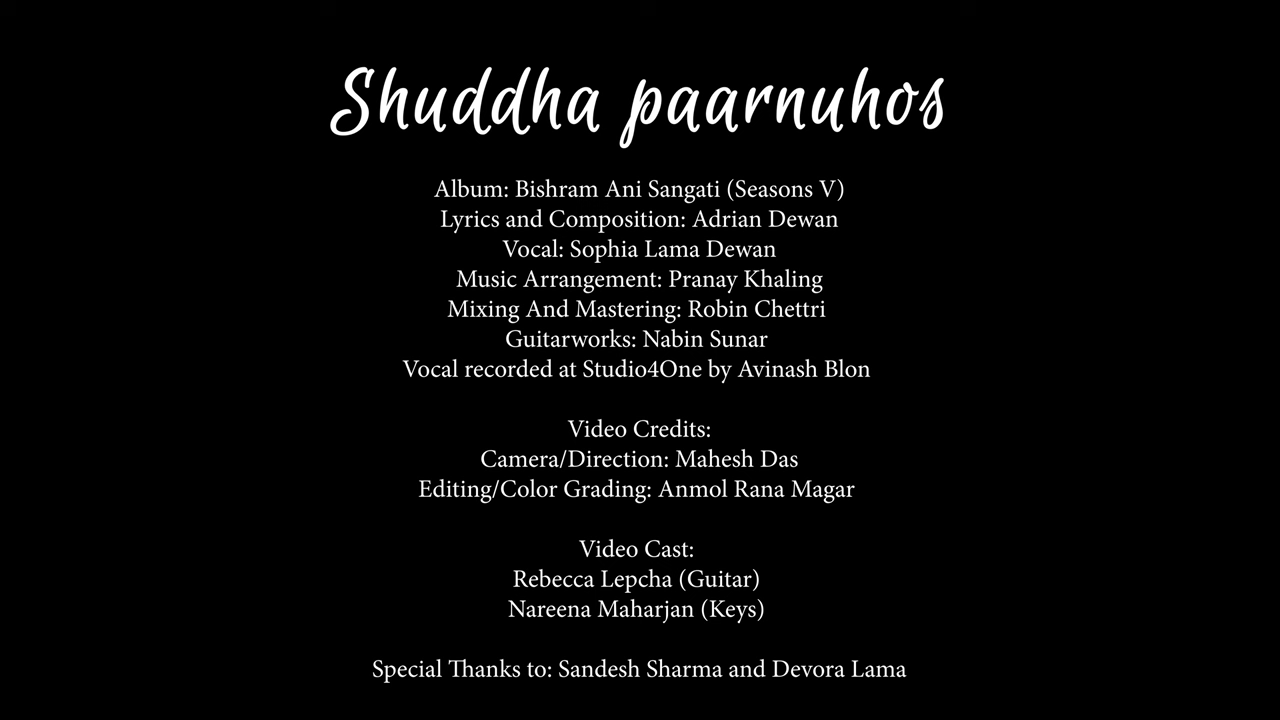 Shuddha paarnuhos
Album: Bishram Ani Sangati (Seasons V)
Lyrics and Composition: Adrian Dewan
Vocal: Sophia Lama Dewan
Music Arrangement: Pranay Khaling
Mixing And Mastering: Robin Chettri
Guitarworks: Nabin Sunar
Vocal recorded at Studio4One by Avinash Blon
Video Credits:
Camera/Direction: Mahesh Das
Editing/Color Grading: Anmol Rana Magar
Video Cast:
Rebecca Lepcha (Guitar)
Nareena Maharjan (Keys)
Special Thanks to: Sandesh Sharma and Devora Lama